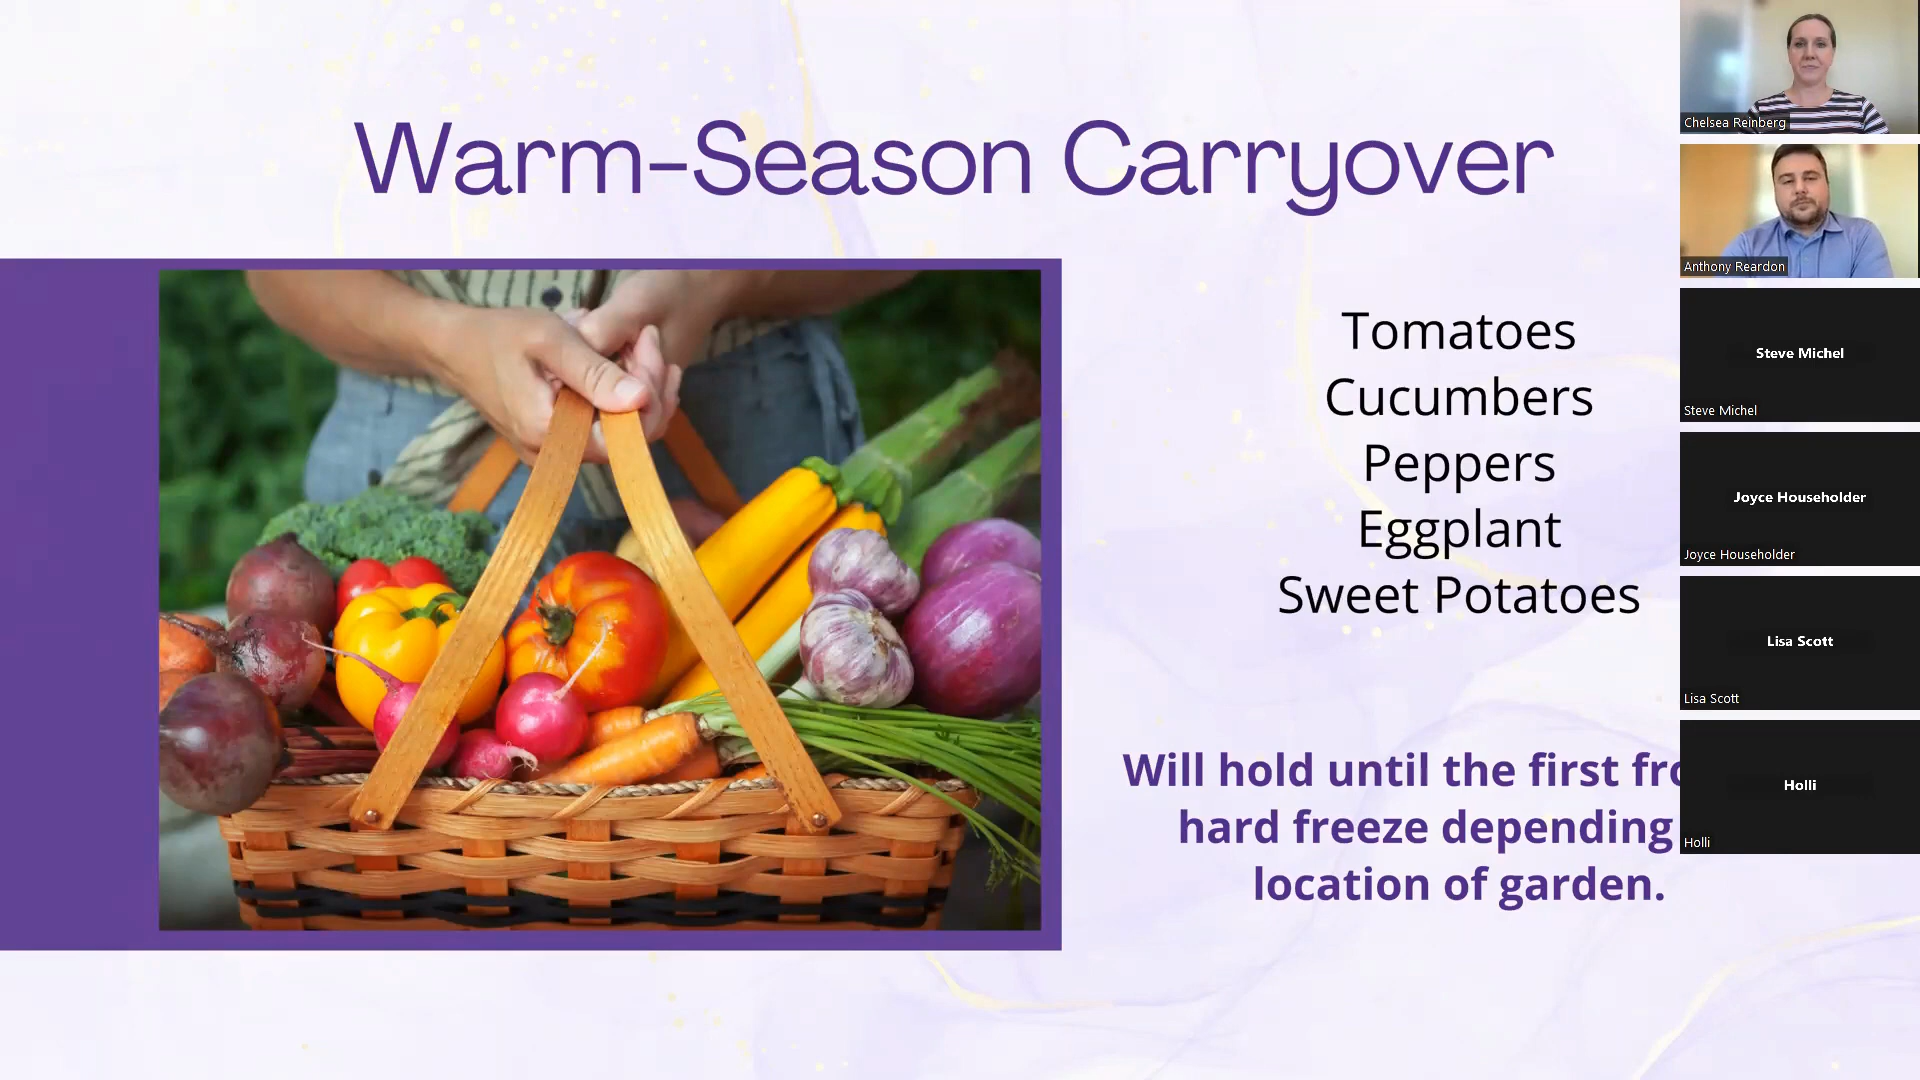 Warm-Season Carryover
Tomatoes
Cucumbers
Peppers
Eggplant
Sweet Potatoes
Will hold until the first
hard freeze depending
location of garden.
Chelsea Reinberg
Anthony Reardon
Steve Michel
Steve Michel
Joyce Householder
Joyce Householder
Lisa Scott
Lisa Scott
Holli
Holli